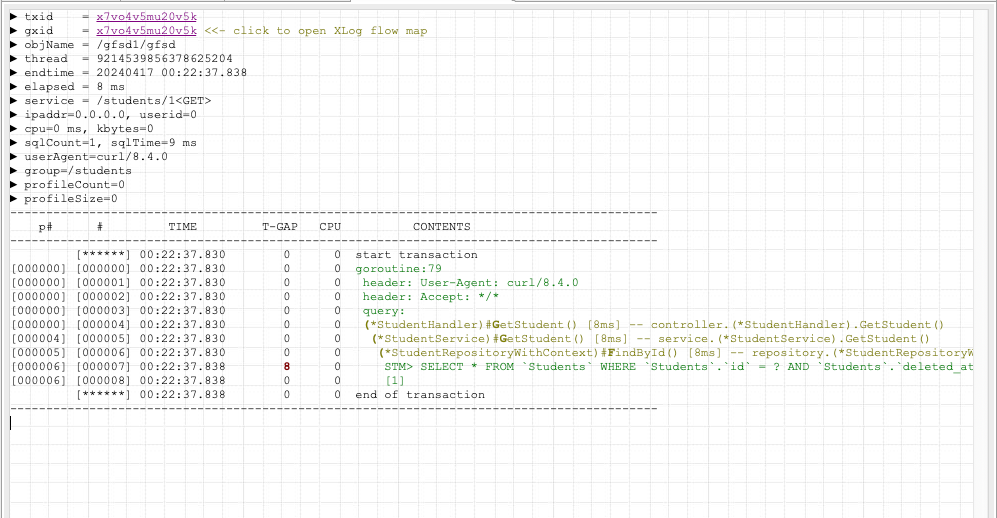 ► txid    = x7vo4v5mu20v5k
► gxid    = x7vo4v5mu20v5k <<- click to open XLog flow map
► objName = /gfsd1/gfsd
► thread  = 9214539856378625204
► endtime = 20240417 00:22:37.838
► elapsed = 8 ms
► service = /students/1<GET>
► ipaddr=0.0.0.0, userid=0
► cpu=0 ms, kbytes=0
► sqlCount=1, sqlTime=9 ms
► userAgent=curl/8.4.0
► group=/students
► profileCount=0
► profileSize=0
------------------------------------------------------------------------------------------
    p#      #         TIME         T-GAP   CPU          CONTENTS
------------------------------------------------------------------------------------------
         [******] 00:22:37.830        0      0  start transaction
[000000] [000000] 00:22:37.830        0      0  goroutine:79
[000000] [000001] 00:22:37.830        0      0   header: User-Agent: curl/8.4.0
[000000] [000002] 00:22:37.830        0      0   header: Accept: */*
[000000] [000003] 00:22:37.830        0      0   query:
[000000] [000004] 00:22:37.830        0      0   (*StudentHandler)#GetStudent() [8ms] -- controller.(*StudentHandler).GetStudent()
[000004] [000005] 00:22:37.830        0      0    (*StudentService)#GetStudent() [8ms] -- service.(*StudentService).GetStudent()
[000005] [000006] 00:22:37.830        0      0     (*StudentRepositoryWithContext)#FindById() [8ms] -- repository.(*StudentRepositoryW
[000006] [000007] 00:22:37.838        8      0      STM> SELECT * FROM `Students` WHERE `Students`.`id` = ? AND `Students`.`deleted_at
[000006] [000008] 00:22:37.838        0      0      [1]
         [******] 00:22:37.838        0      0  end of transaction
------------------------------------------------------------------------------------------